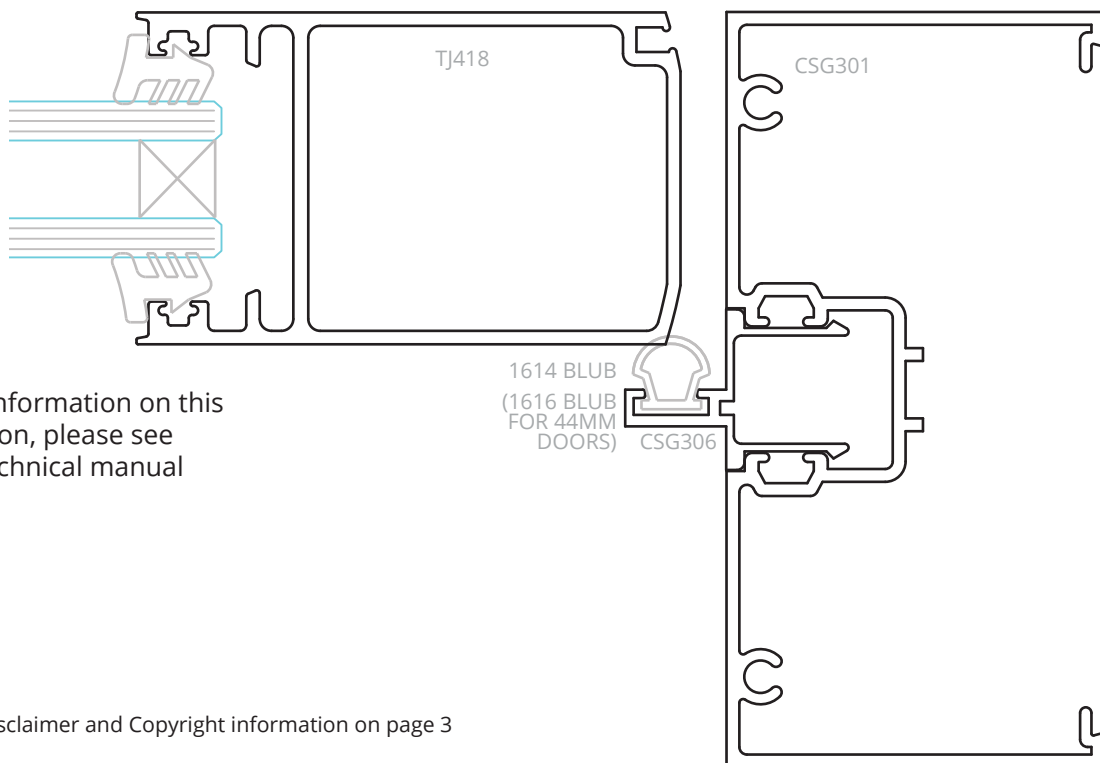 TJ418
CSG301
1614 BLUB
(1616 BLUB
FOR 44MM
DOORS)
CSG306
nformation on this
on, please see
chnical manual
sclaimer and Copyright information on page 3